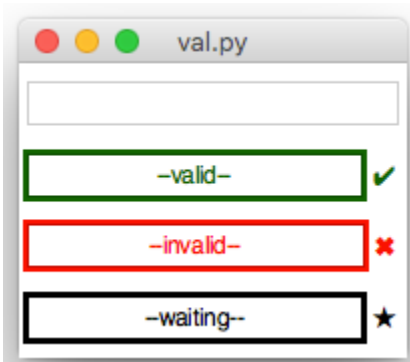 val.py
–valid– ✔
–invalid– ✖
–waiting-- ★